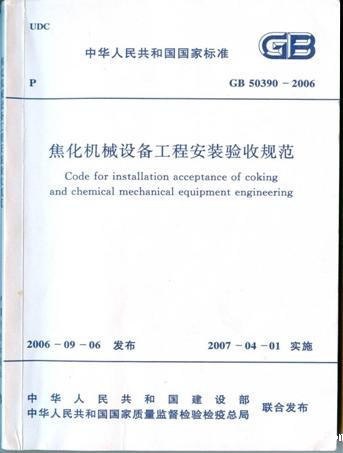 UDC
中华人民共和国国家标准
GB
P
GB 50390－2006
焦化机械设备工程安装验收规范
Code for installation acceptance of coking
and chemical mechanical equipment engineering
2006－09－06 发布
2007－04－01 实施
中华人民共和国建设部
中华人民共和国国家质量监督检验检疫总局
联合发布